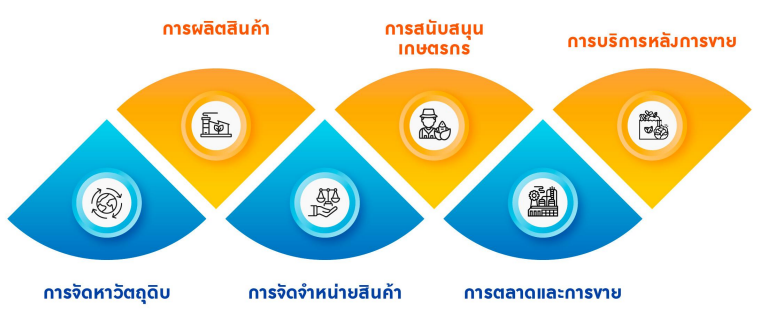 การผลิตสินค้า
การสนับสนุน
เกษตรกร
การบริการหลังการขาย
การจัดหาวัตถุดิบ
การจัดจำหน่ายสินค้า
การตลาดและการขาย